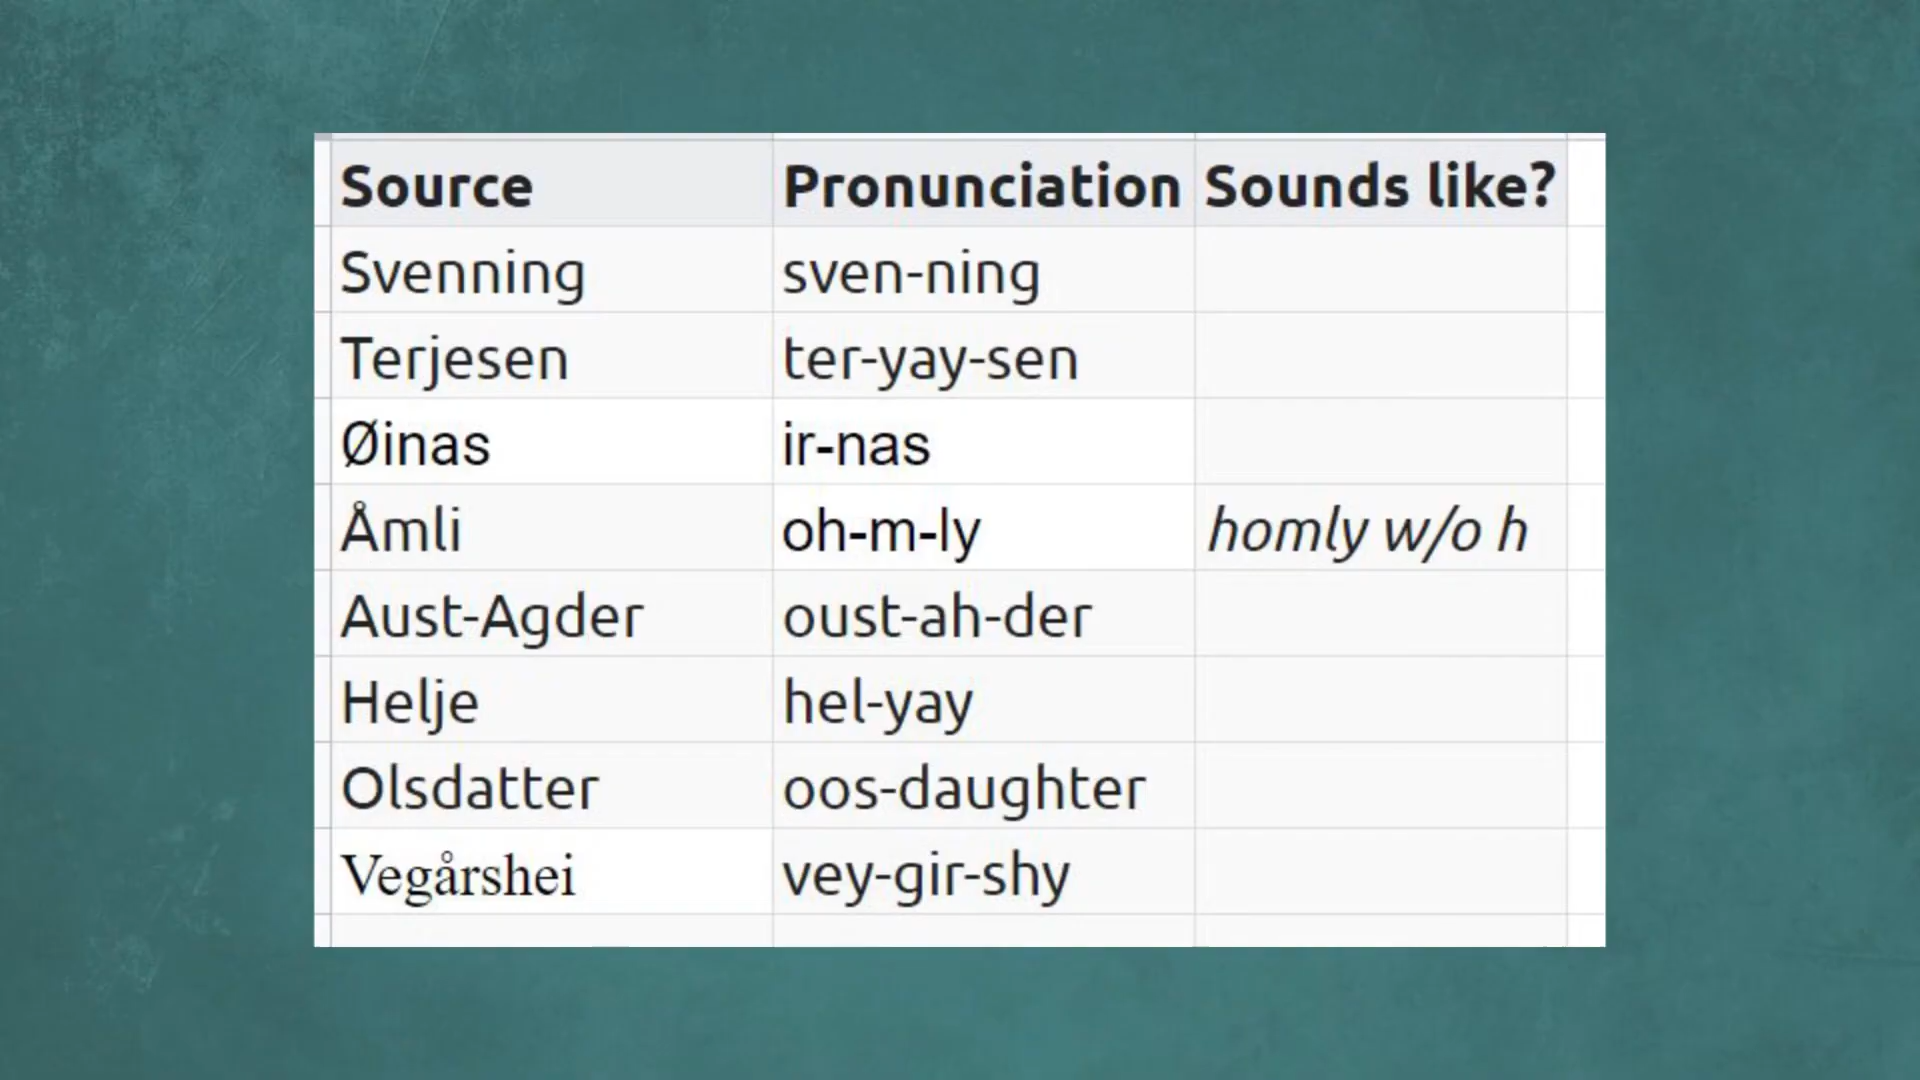 Source Pronunciation Sounds like?
Svenning sven-ning
Terjesen ter-yay-sen
Øinas ir-nas
Åmli oh-m-ly homly w/o h
Aust-Agder oust-ah-der
Helje hel-yay
Olsdatter oos-daughter
Vegårshei vey-gir-shy